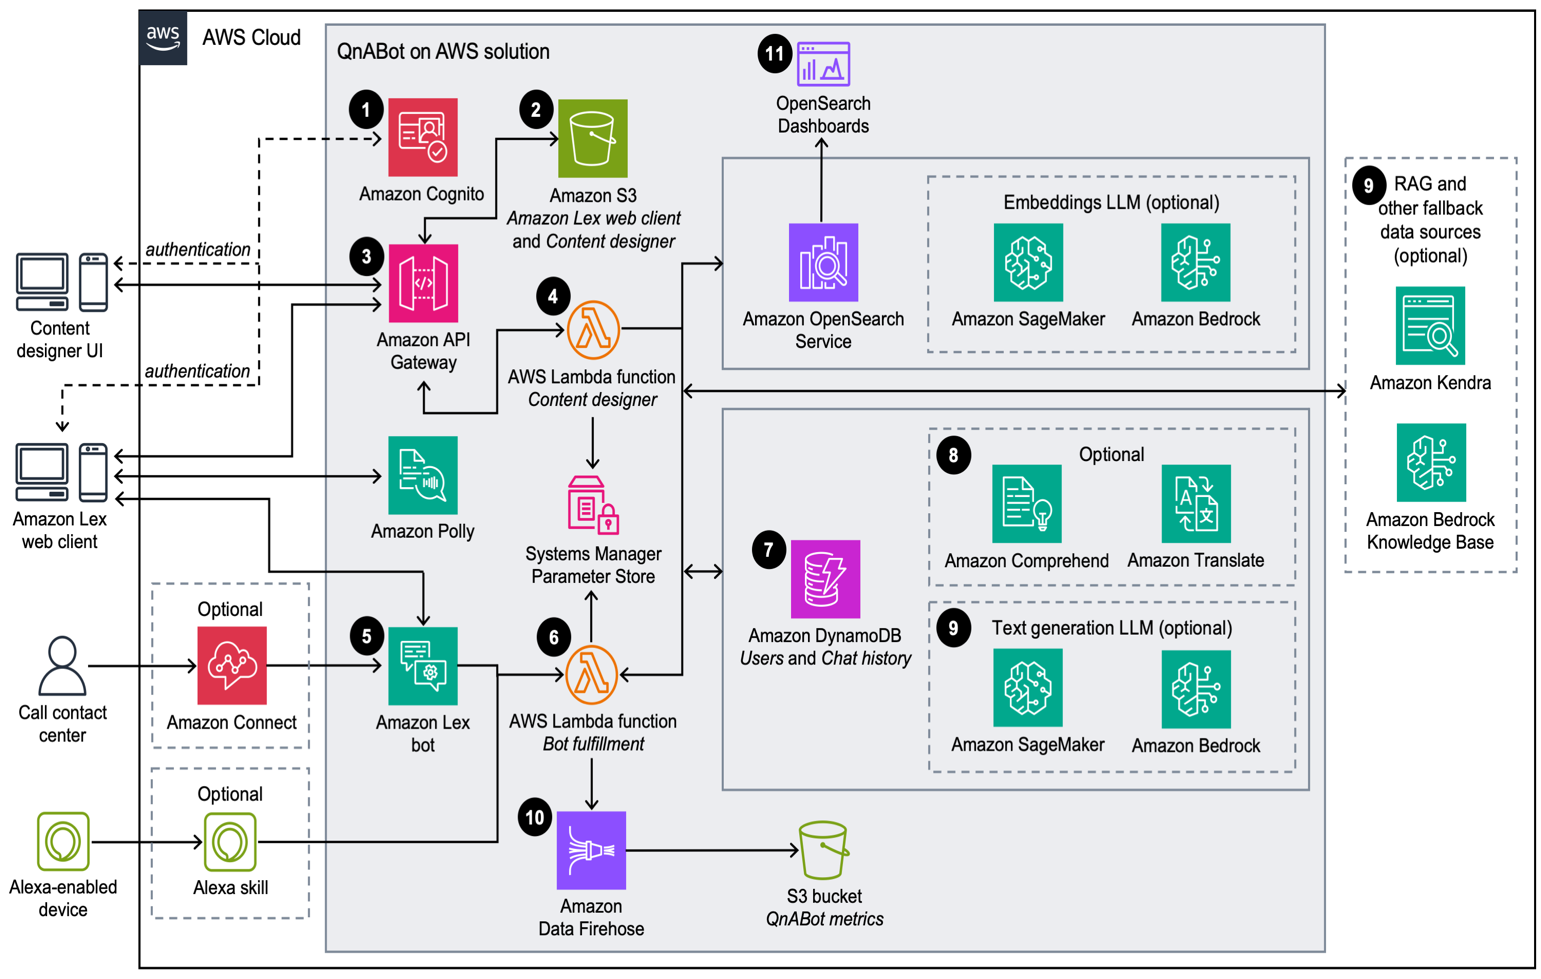 aws
AWS Cloud
QnABot on AWS solution
1
Amazon Cognito
2
Amazon S3
Amazon Lex web client
and Content designer
11
OpenSearch
Dashboards
authentication
Content
designer UI
3
Amazon API
Gateway
4
AWS Lambda function
Content designer
Amazon OpenSearch
Service
Embeddings LLM (optional)
Amazon SageMaker
Amazon Bedrock
9
RAG and
other fallback
data sources
(optional)
Amazon Kendra
Amazon Bedrock
Knowledge Base
authentication
Amazon Lex
web client
Amazon Polly
Systems Manager
Parameter Store
7
Amazon DynamoDB
Users and Chat history
8
Optional
A
文
Amazon Comprehend
Amazon Translate
9
Text generation LLM (optional)
Amazon SageMaker
Amazon Bedrock
Call contact
center
Optional
Amazon Connect
5
Amazon Lex
bot
6
AWS Lambda function
Bot fulfillment
Alexa-enabled
device
Optional
Alexa skill
10
Amazon
Data Firehose
S3 bucket
QnABot metrics